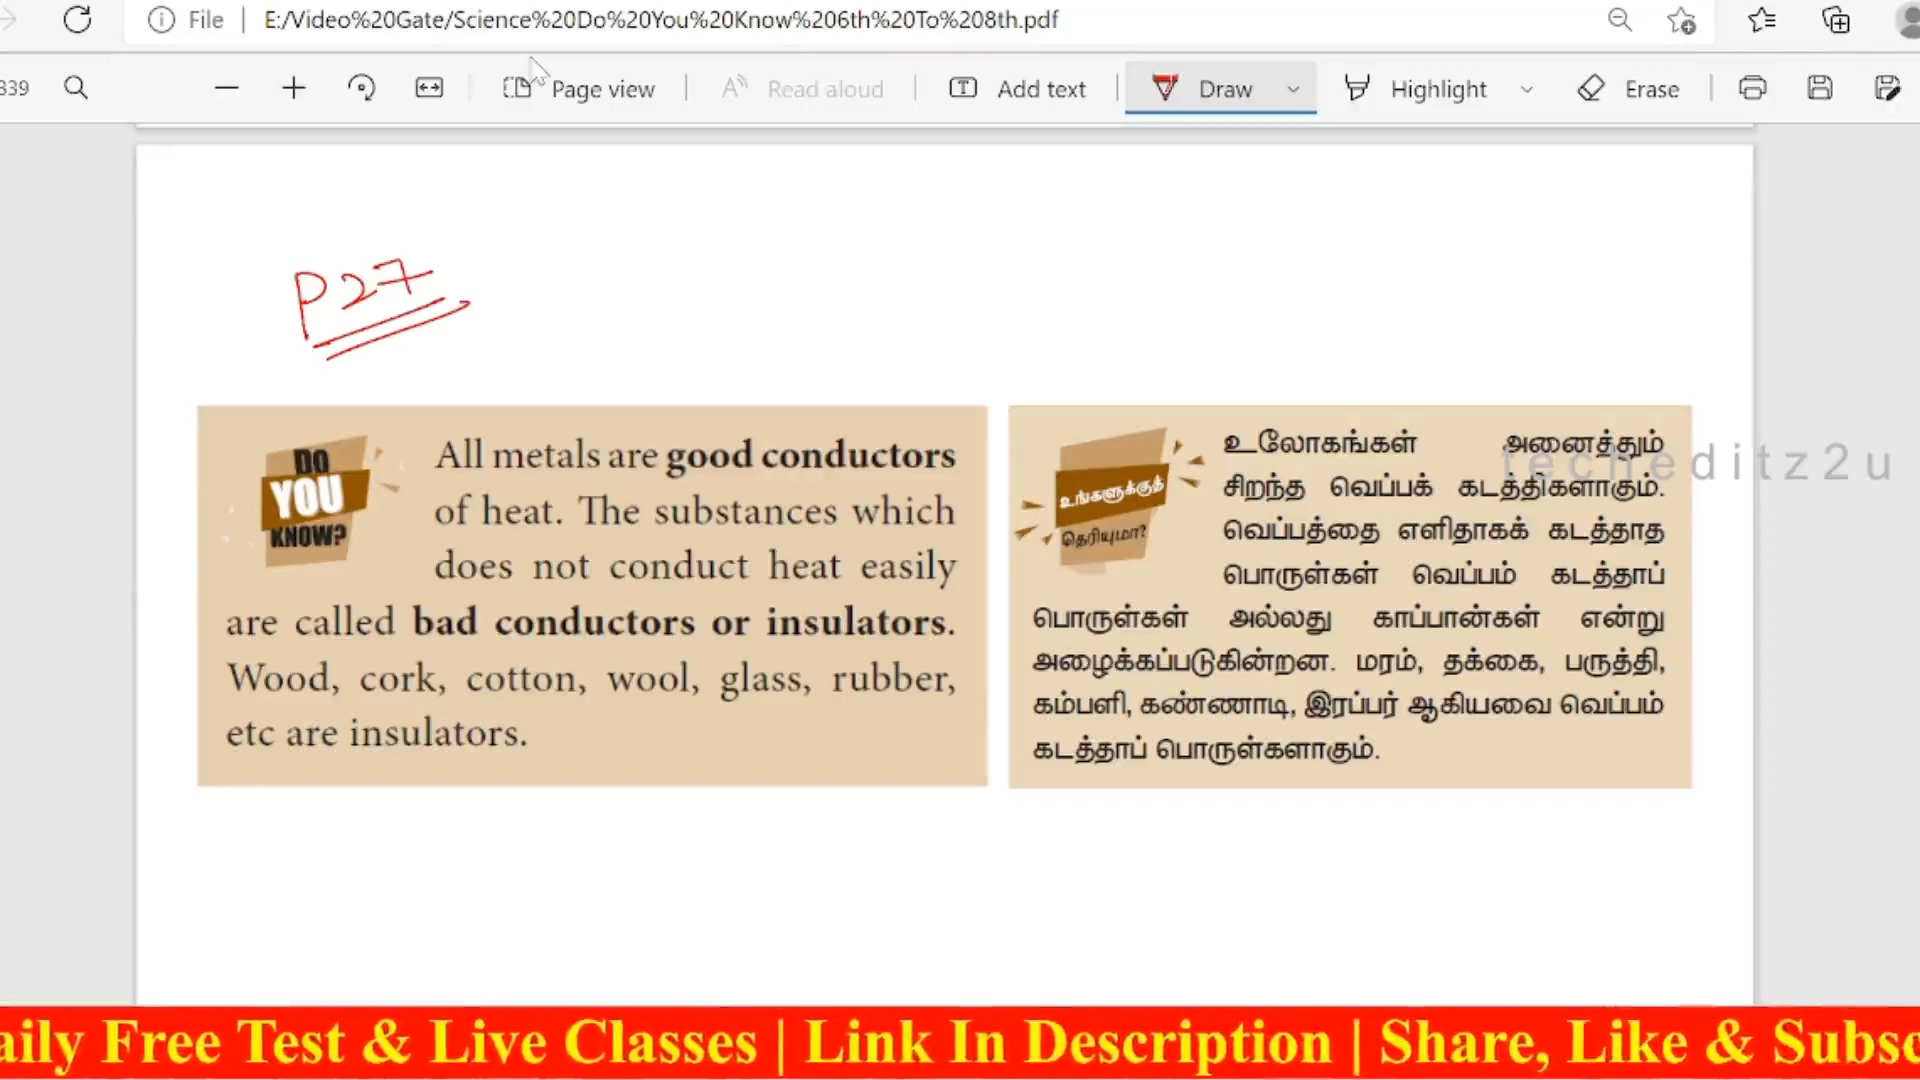 File | E:/Video%20Gate/Science%20Do%20You%20Know%206th%20To%208th.pdf
339 Page view Read aloud Add text Draw Highlight Erase
P27
DO YOU KNOW?
All metals are good conductors
of heat. The substances which
does not conduct heat easily
are called bad conductors or insulators.
Wood, cork, cotton, wool, glass, rubber,
etc are insulators.
உங்களுக்குத்
தெரியுமா?
உலோகங்கள் அனைத்தும்
சிறந்த வெப்பக் கடத்திகளாகும்.
வெப்பத்தை எளிதாகக் கடத்தாத
பொருள்கள் வெப்பம் கடத்தாப்
பொருள்கள் அல்லது காப்பான்கள் என்று
அழைக்கப்படுகின்றன. மரம், தக்கை, பருத்தி,
கம்பளி, கண்ணாடி, இரப்பர் ஆகியவை வெப்பம்
கடத்தாப் பொருள்களாகும்.
techeditz2u
aily Free Test & Live Classes | Link In Description | Share, Like & Subsc